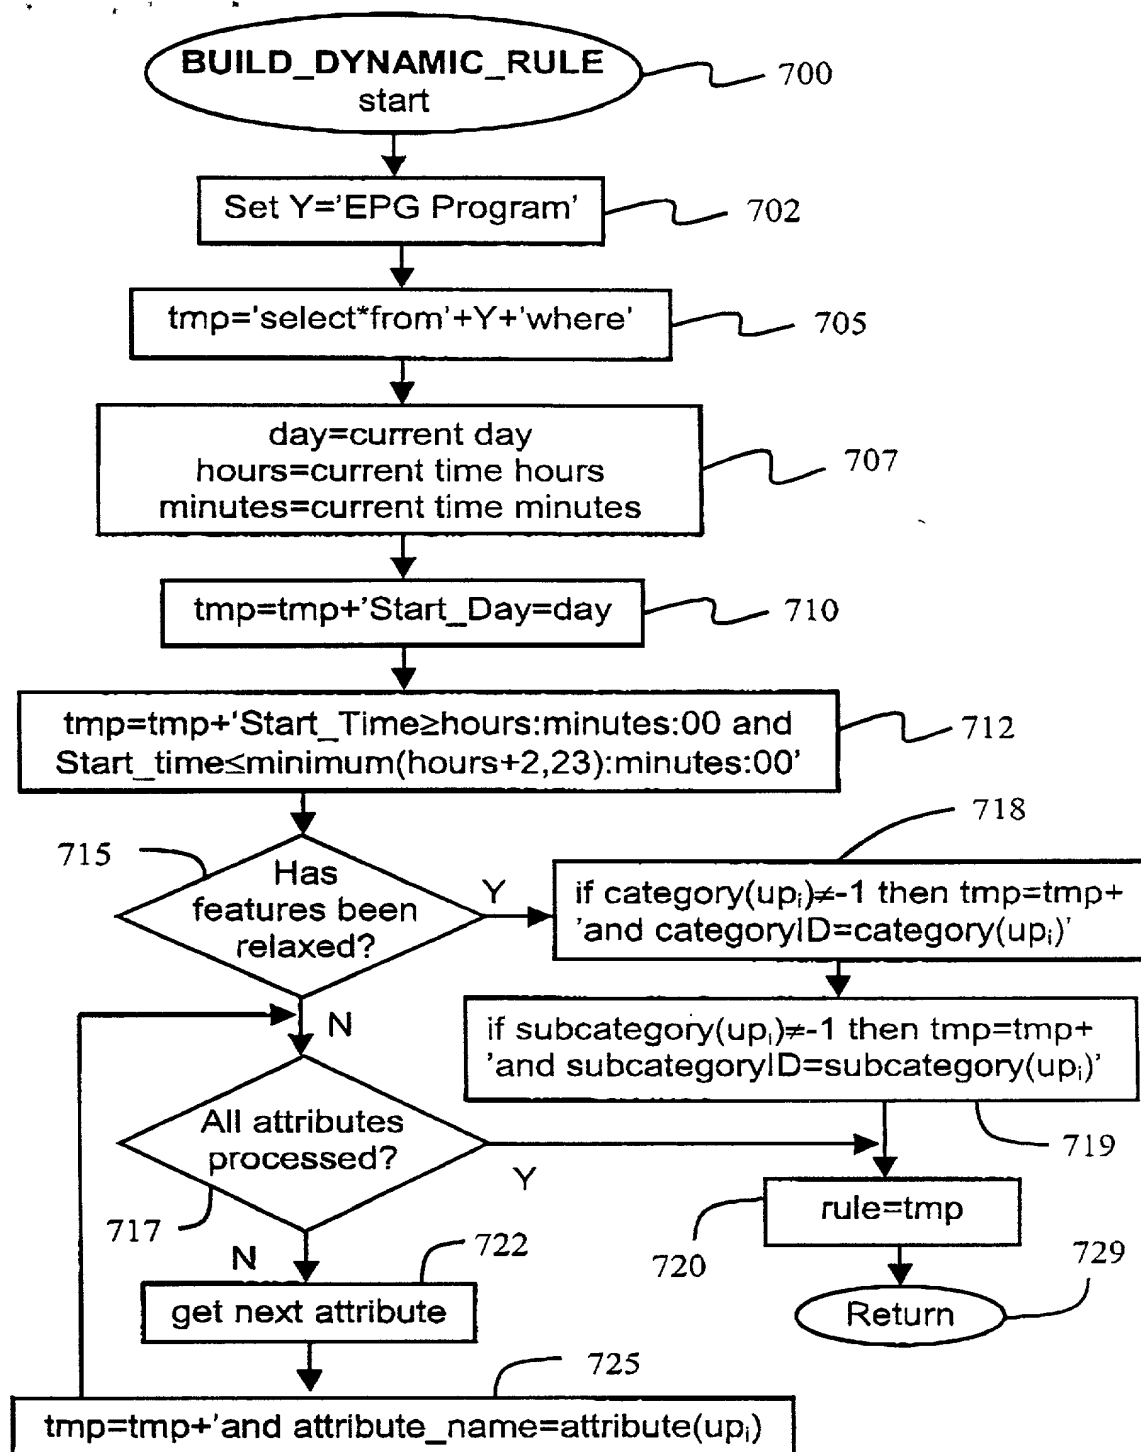 BUILD_DYNAMIC_RULE
start
700
Set Y='EPG Program'
702
tmp='select*from'+Y+'where'
705
day=current day
hours=current time hours
minutes=current time minutes
707
tmp=tmp+'Start_Day=day
710
tmp=tmp+'Start_Time≥hours:minutes:00 and
Start_time≤minimum(hours+2,23):minutes:00'
712
715
Has
features been
relaxed?
Y
N
718
if category(upᵢ)≠-1 then tmp=tmp+
'and categoryID=category(upᵢ)'
if subcategory(upᵢ)≠-1 then tmp=tmp+
'and subcategoryID=subcategory(upᵢ)'
719
All attributes
processed?
Y
717
N
722
get next attribute
rule=tmp
720
729
Return
725
tmp=tmp+'and attribute_name=attribute(upᵢ)